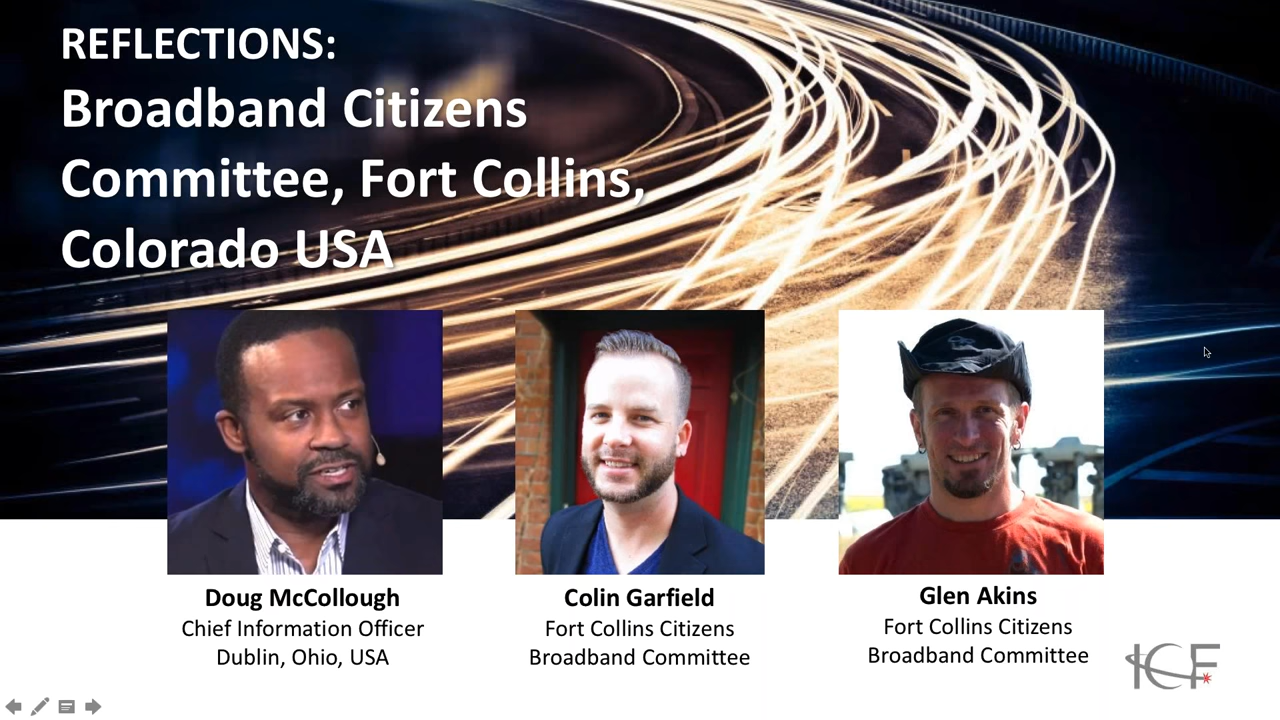 REFLECTIONS:
Broadband Citizens
Committee, Fort Collins,
Colorado USA
Doug McCollough
Chief Information Officer
Dublin, Ohio, USA
Colin Garfield
Fort Collins Citizens
Broadband Committee
Glen Akins
Fort Collins Citizens
Broadband Committee
ICF